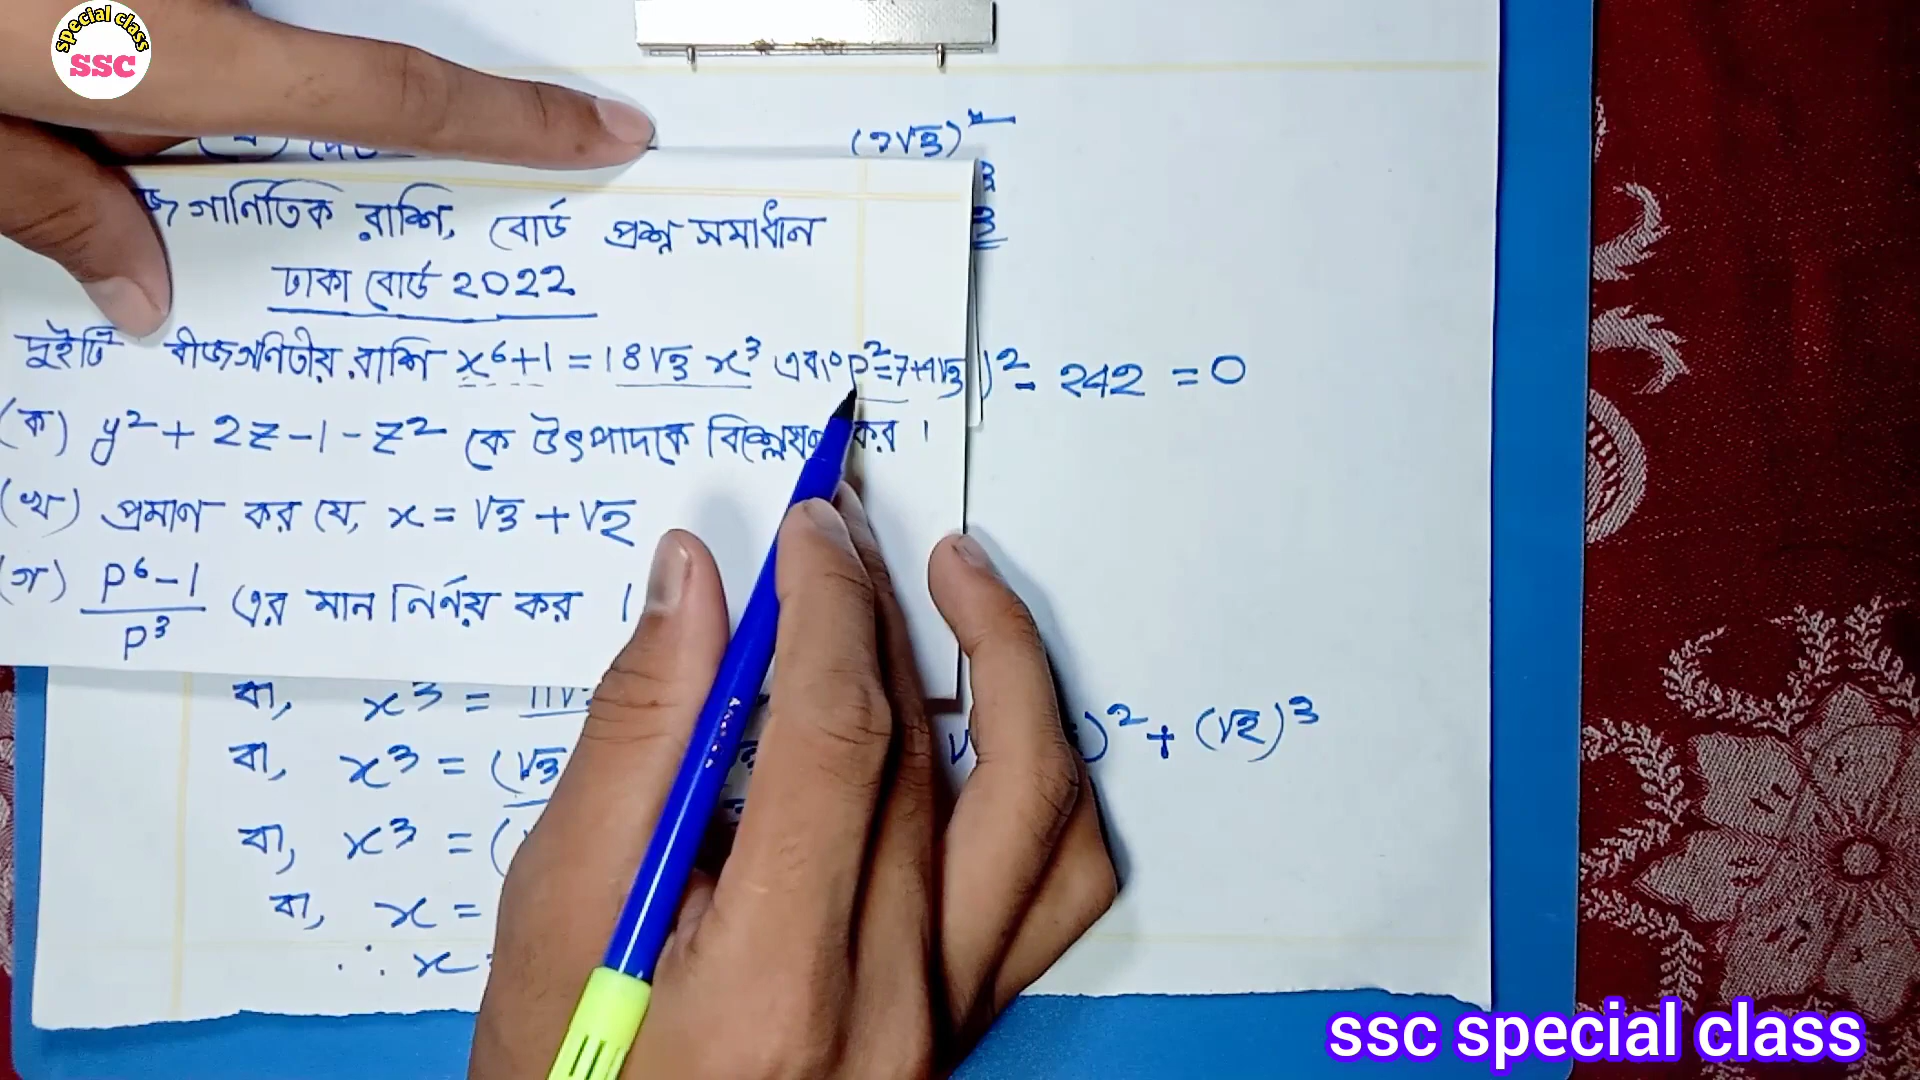 special class
SSC
(2√3)²
গাণিতিক রাশি, বোর্ড প্রশ্ন সমাধান
ঢাকা বোর্ড 2022
দুইটি বীজগণিতীয় রাশি x⁶+1 = 18√3 x³ এবং p²=7+4√3
)² - 242 = 0
(ক) y² + 2z - 1 - z² কে উৎপাদকে বিশ্লেষণ কর ।
(খ) প্রমাণ কর যে, x = √3 + √2
(গ) P⁶-1/P³ এর মান নির্ণয় কর ।
বা, x³ =
)² + (√2)³
বা, x³ = (√3
বা, x³ = (
বা, x =
∴ x =
ssc special class